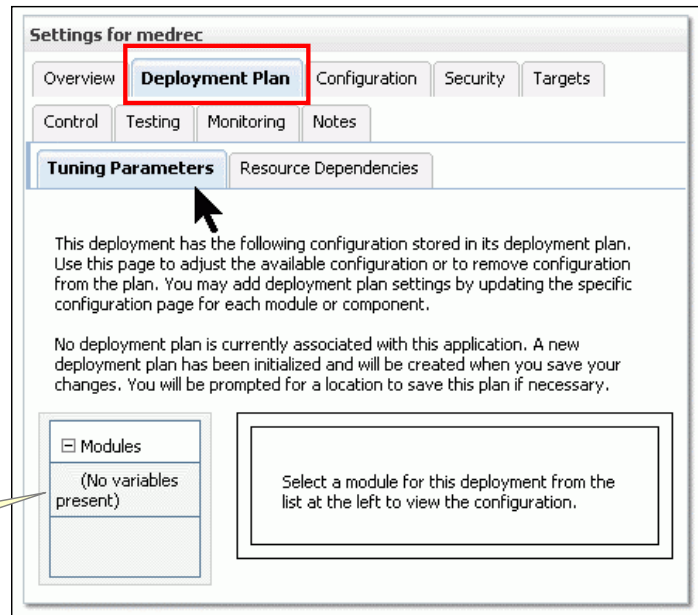 Settings for medrec
Overview Deployment Plan Configuration Security Targets
Control Testing Monitoring Notes
Tuning Parameters Resource Dependencies
This deployment has the following configuration stored in its deployment plan.
Use this page to adjust the available configuration or to remove configuration
from the plan. You may add deployment plan settings by updating the specific
configuration page for each module or component.
No deployment plan is currently associated with this application. A new
deployment plan has been initialized and will be created when you save your
changes. You will be prompted for a location to save this plan if necessary.
Modules
(No variables
present)
Select a module for this deployment from the
list at the left to view the configuration.